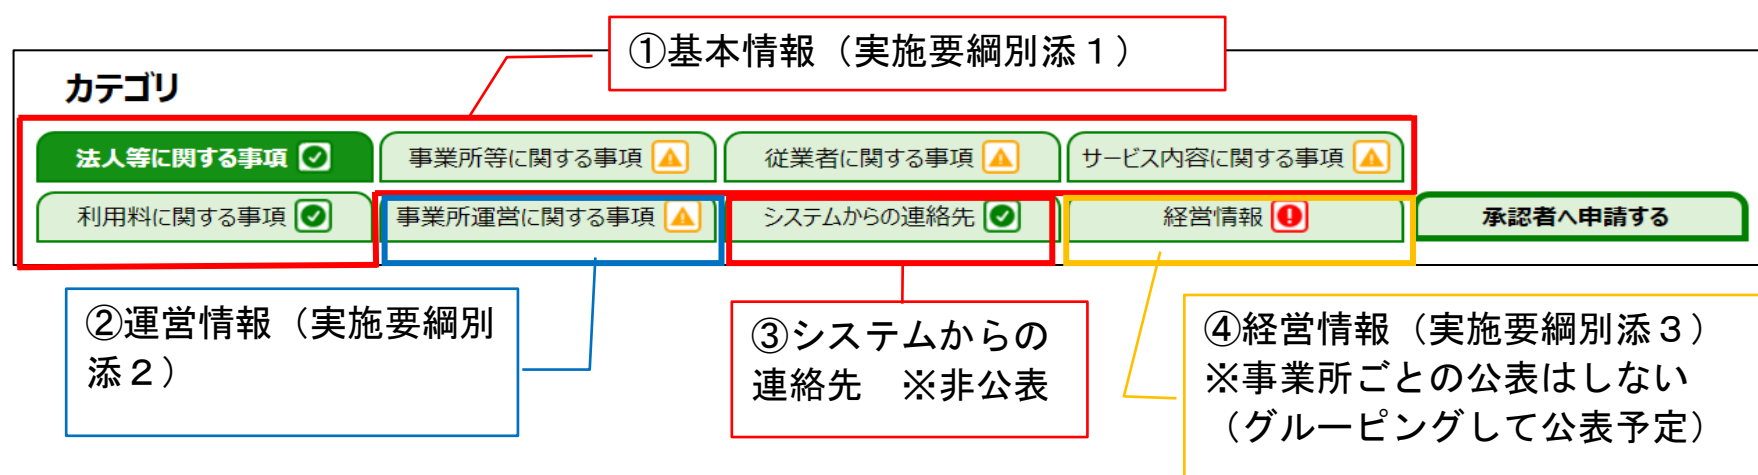 ①基本情報（実施要綱別添１）
カテゴリ
法人等に関する事項
事業所等に関する事項
従業者に関する事項
サービス内容に関する事項
利用料に関する事項
事業所運営に関する事項
システムからの連絡先
経営情報
承認者へ申請する
②運営情報（実施要綱別
添２）
③システムからの
連絡先　※非公表
④経営情報（実施要綱別添３）
※事業所ごとの公表はしない
（グルーピングして公表予定）